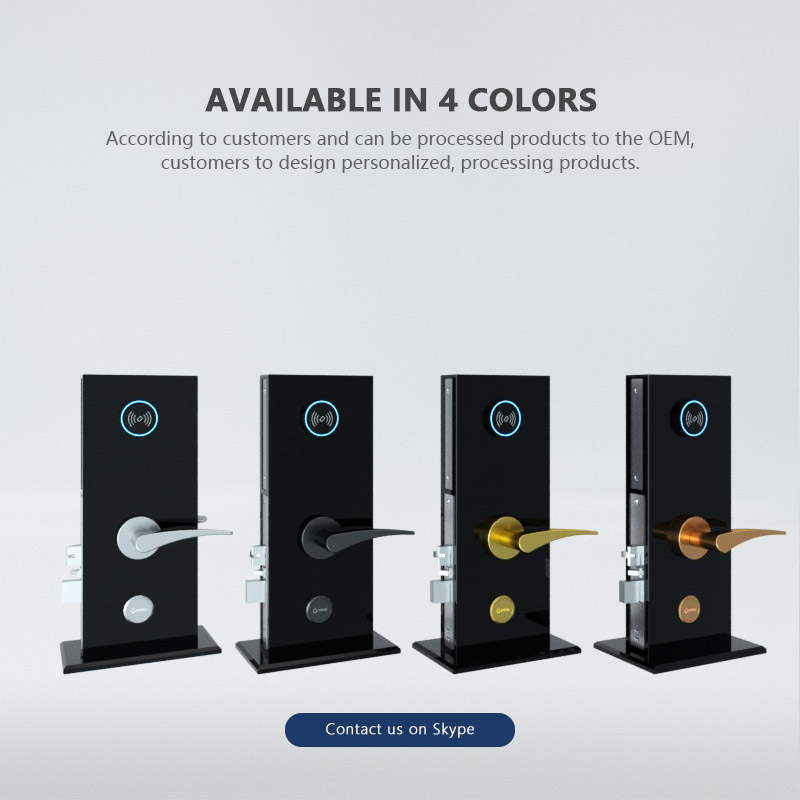 AVAILABLE IN 4 COLORS
According to customers and can be processed products to the OEM,
customers to design personalized, processing products.
Contact us on Skype